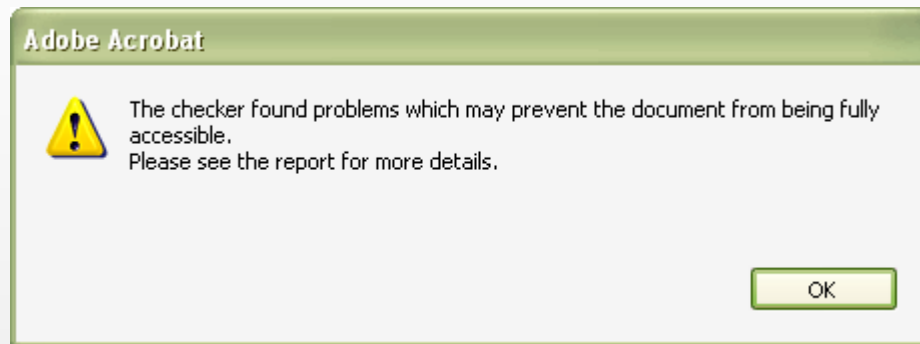 Adobe Acrobat
The checker found problems which may prevent the document from being fully
accessible.
Please see the report for more details.
OK